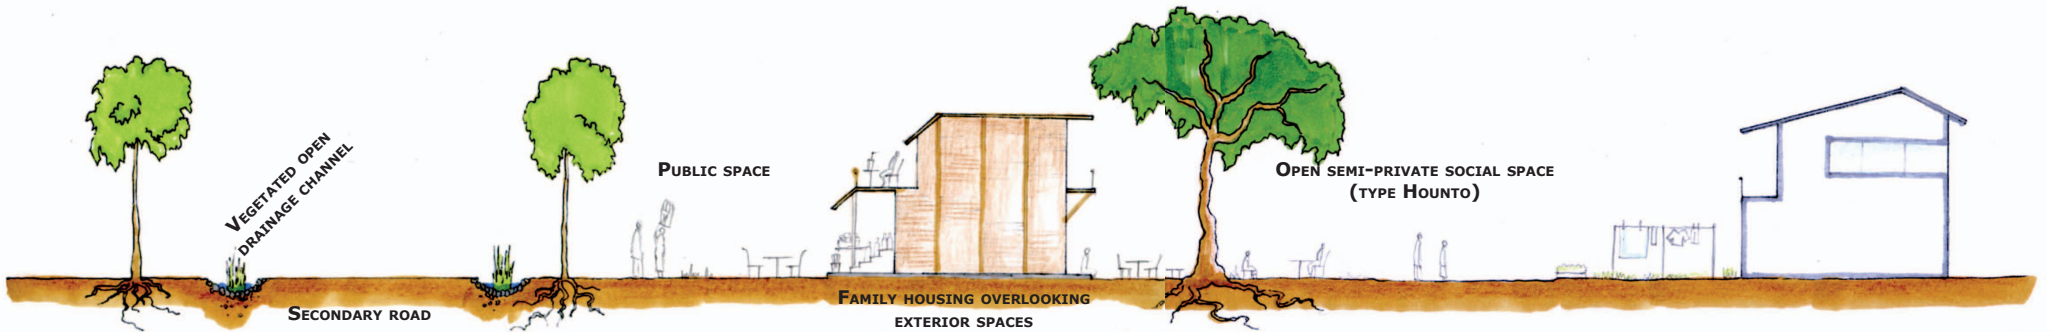 Vegetated open
drainage channel
Secondary road
Public space
Family housing overlooking
exterior spaces
Open semi-private social space
(type Hounto)